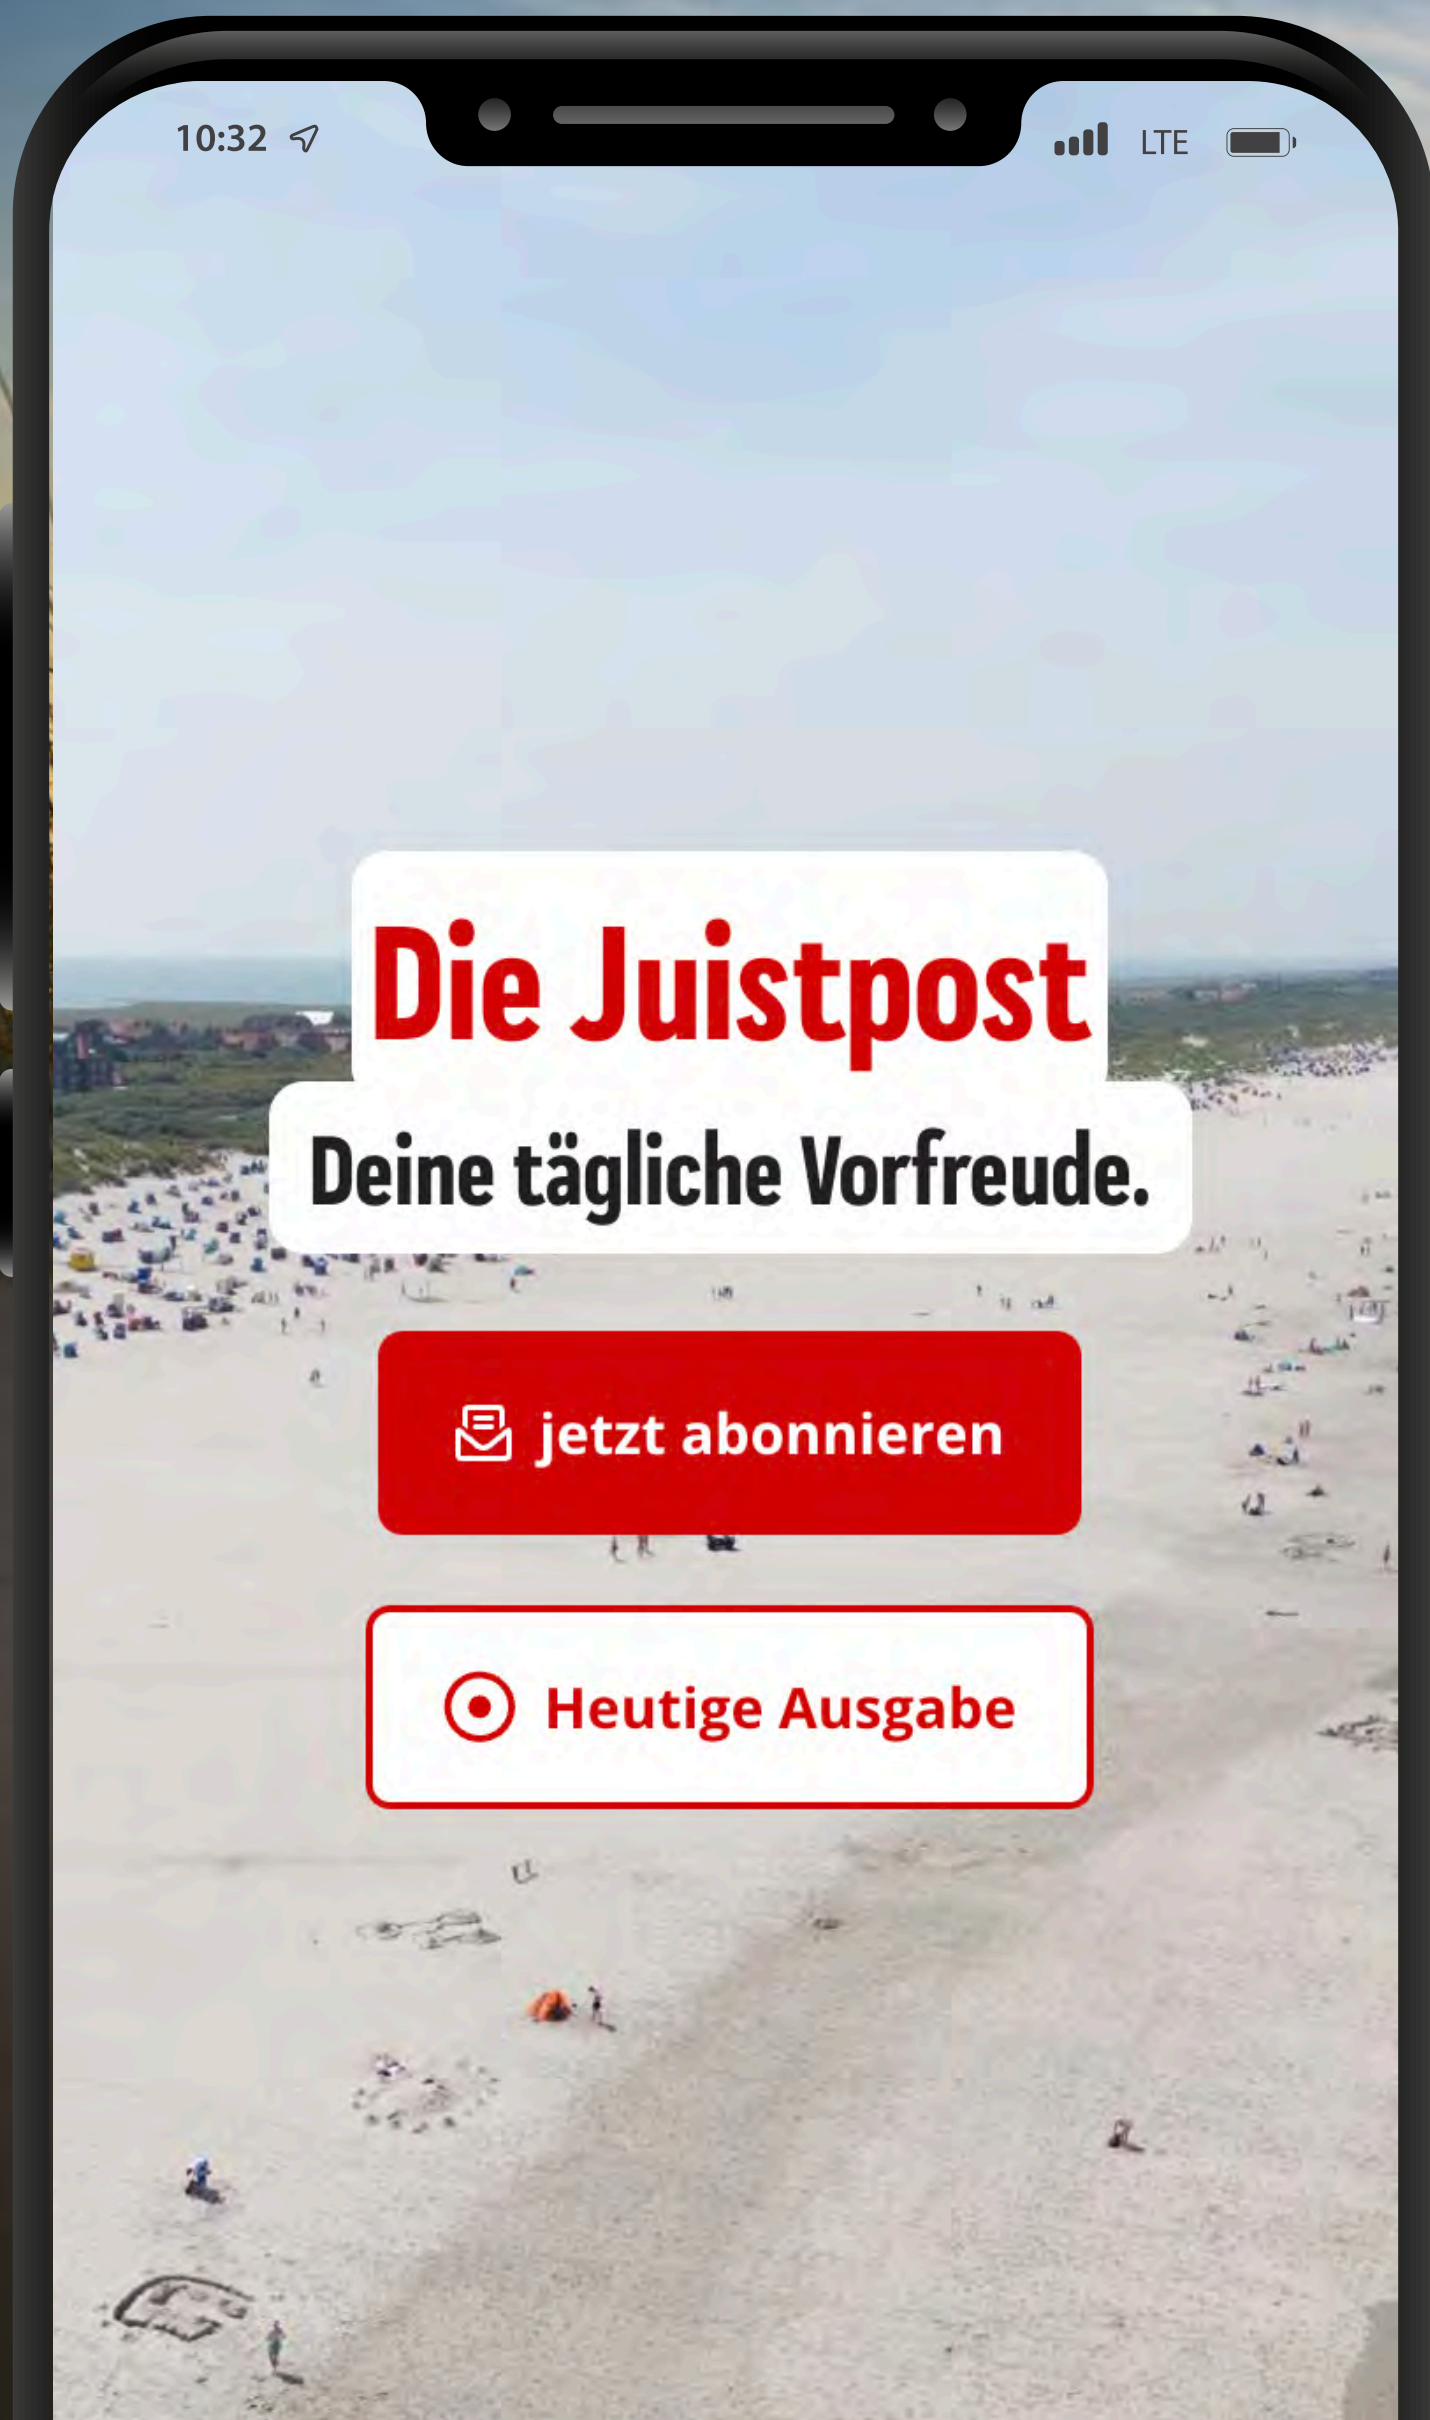 10:32 LTE
Die Juistpost
Deine tägliche Vorfreude.
jetzt abonnieren
Heutige Ausgabe